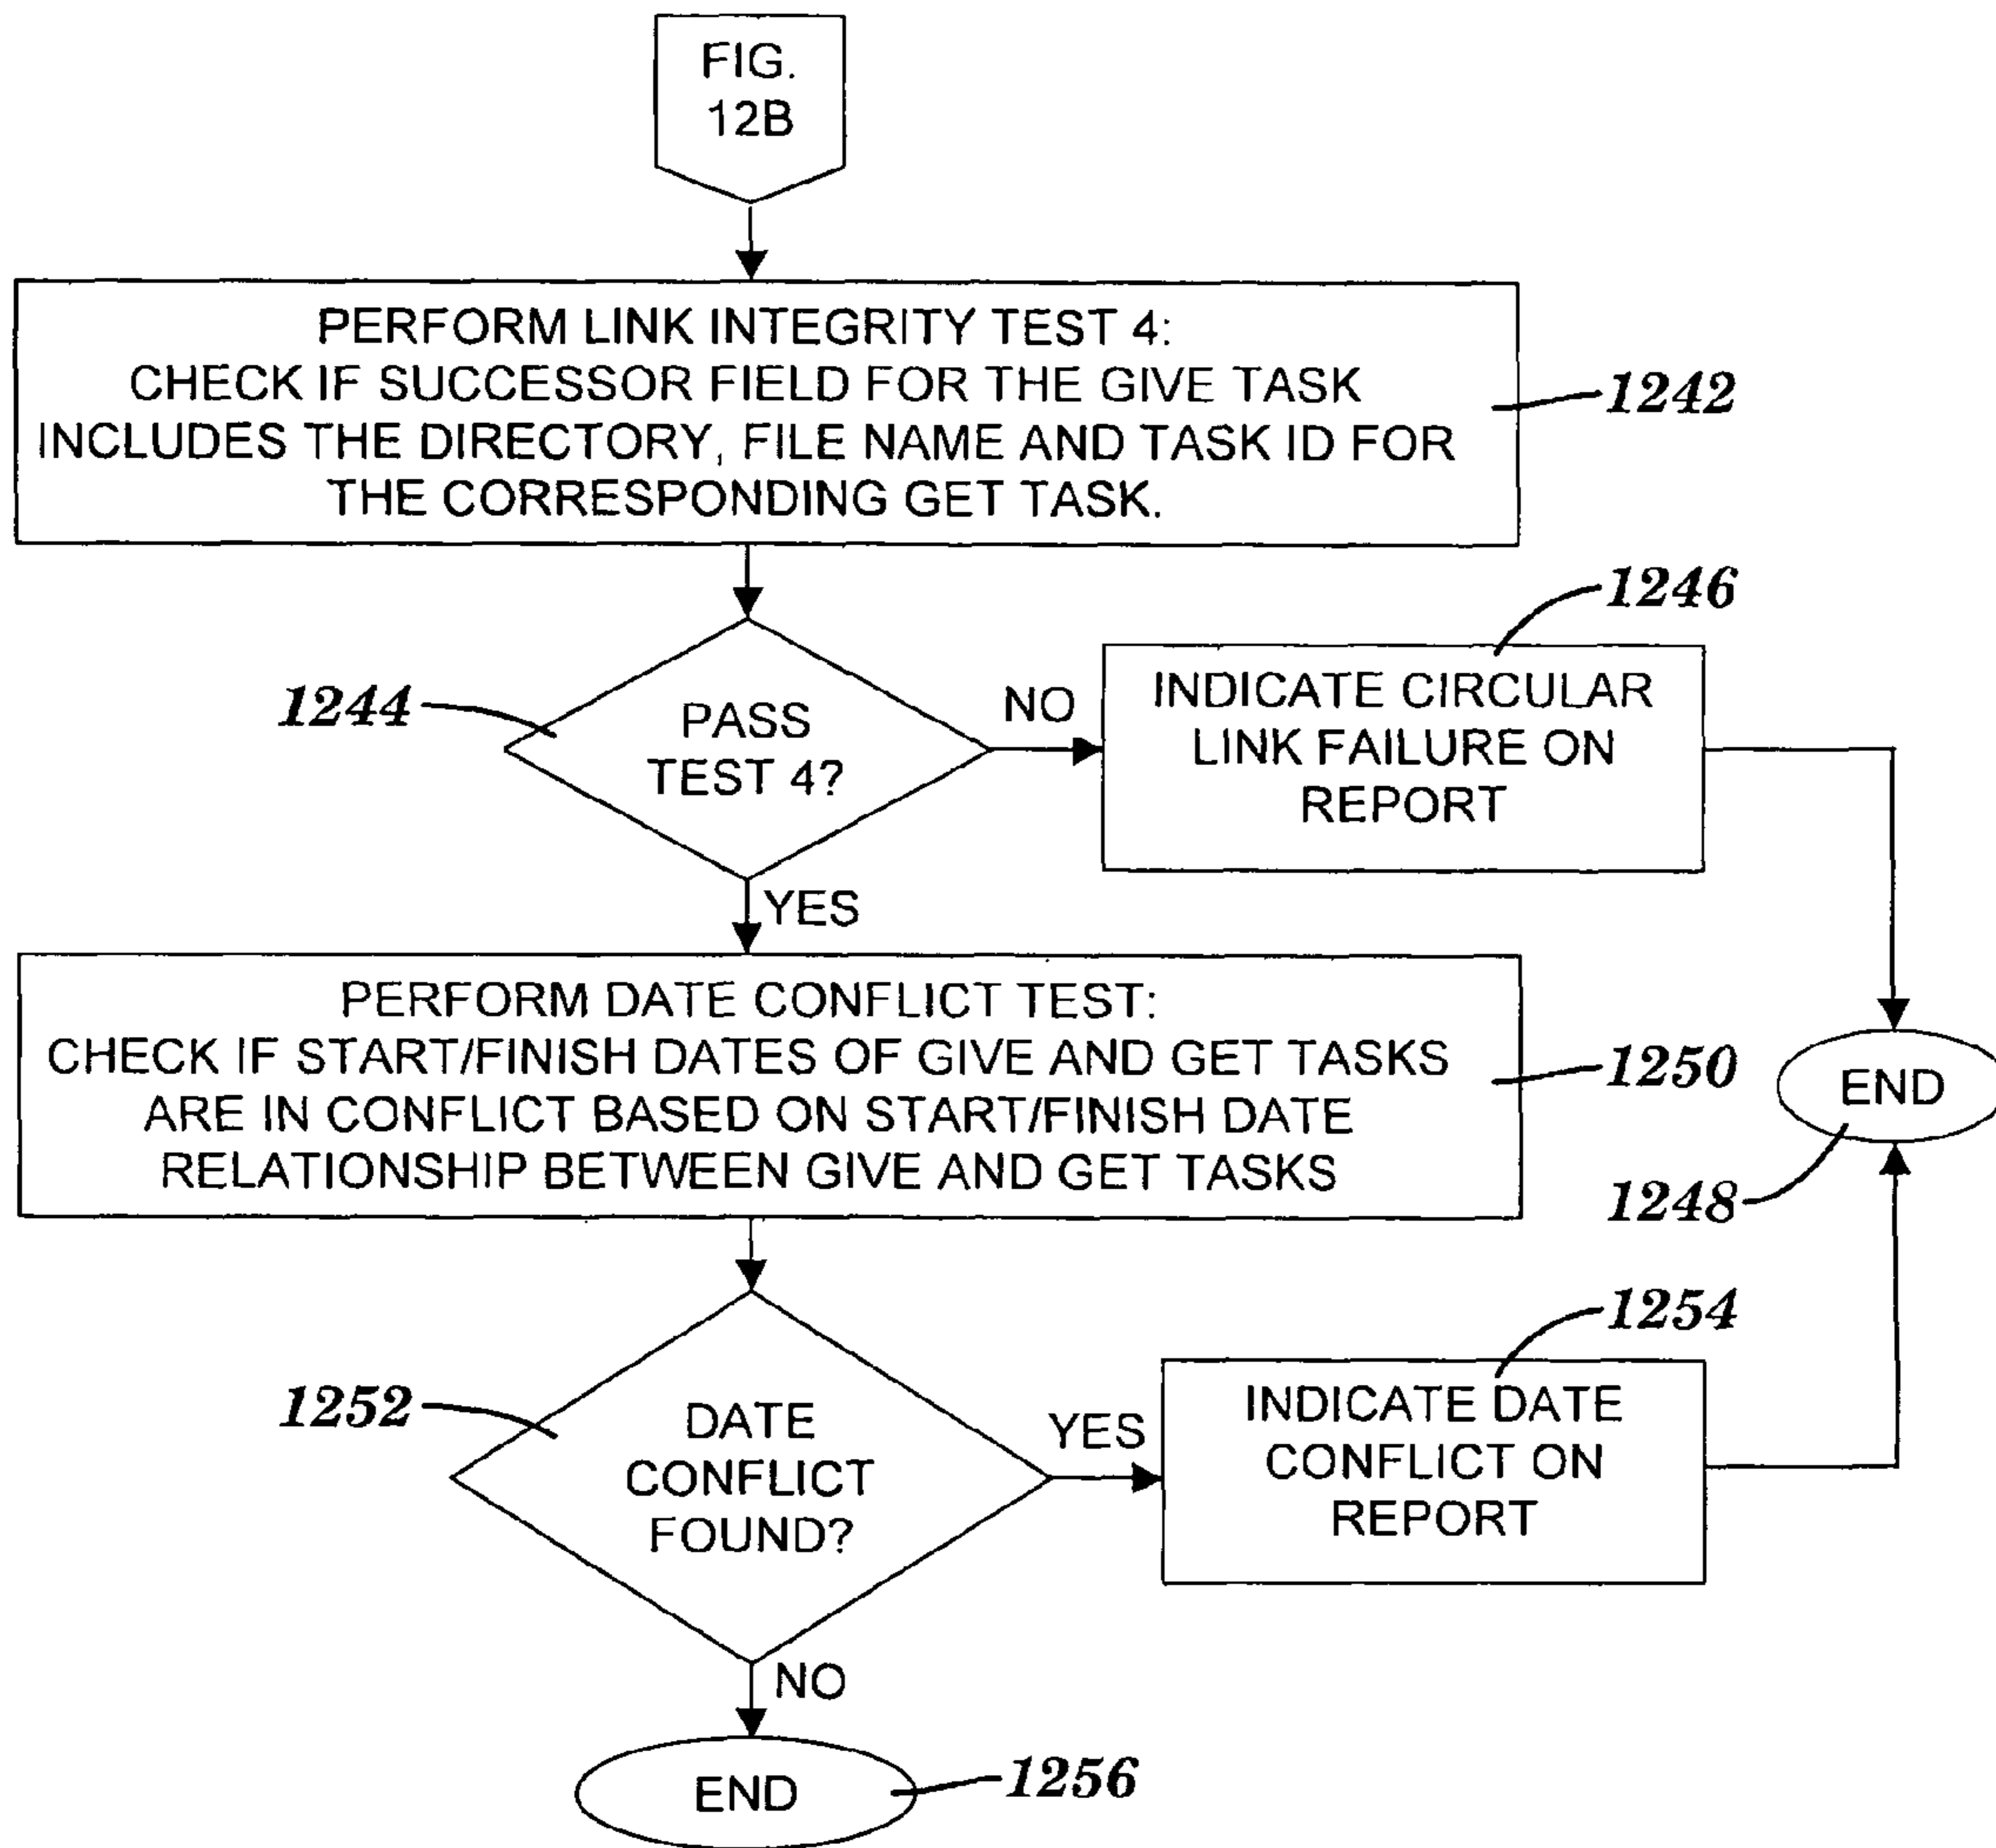 FIG.
12B
PERFORM LINK INTEGRITY TEST 4:
CHECK IF SUCCESSOR FIELD FOR THE GIVE TASK
INCLUDES THE DIRECTORY, FILE NAME AND TASK ID FOR
THE CORRESPONDING GET TASK.
1242
1244
PASS
TEST 4?
NO
1246
INDICATE CIRCULAR
LINK FAILURE ON
REPORT
YES
PERFORM DATE CONFLICT TEST:
CHECK IF START/FINISH DATES OF GIVE AND GET TASKS
ARE IN CONFLICT BASED ON START/FINISH DATE
RELATIONSHIP BETWEEN GIVE AND GET TASKS
1250
END
1248
1252
DATE
CONFLICT
FOUND?
YES
1254
INDICATE DATE
CONFLICT ON
REPORT
NO
END
1256